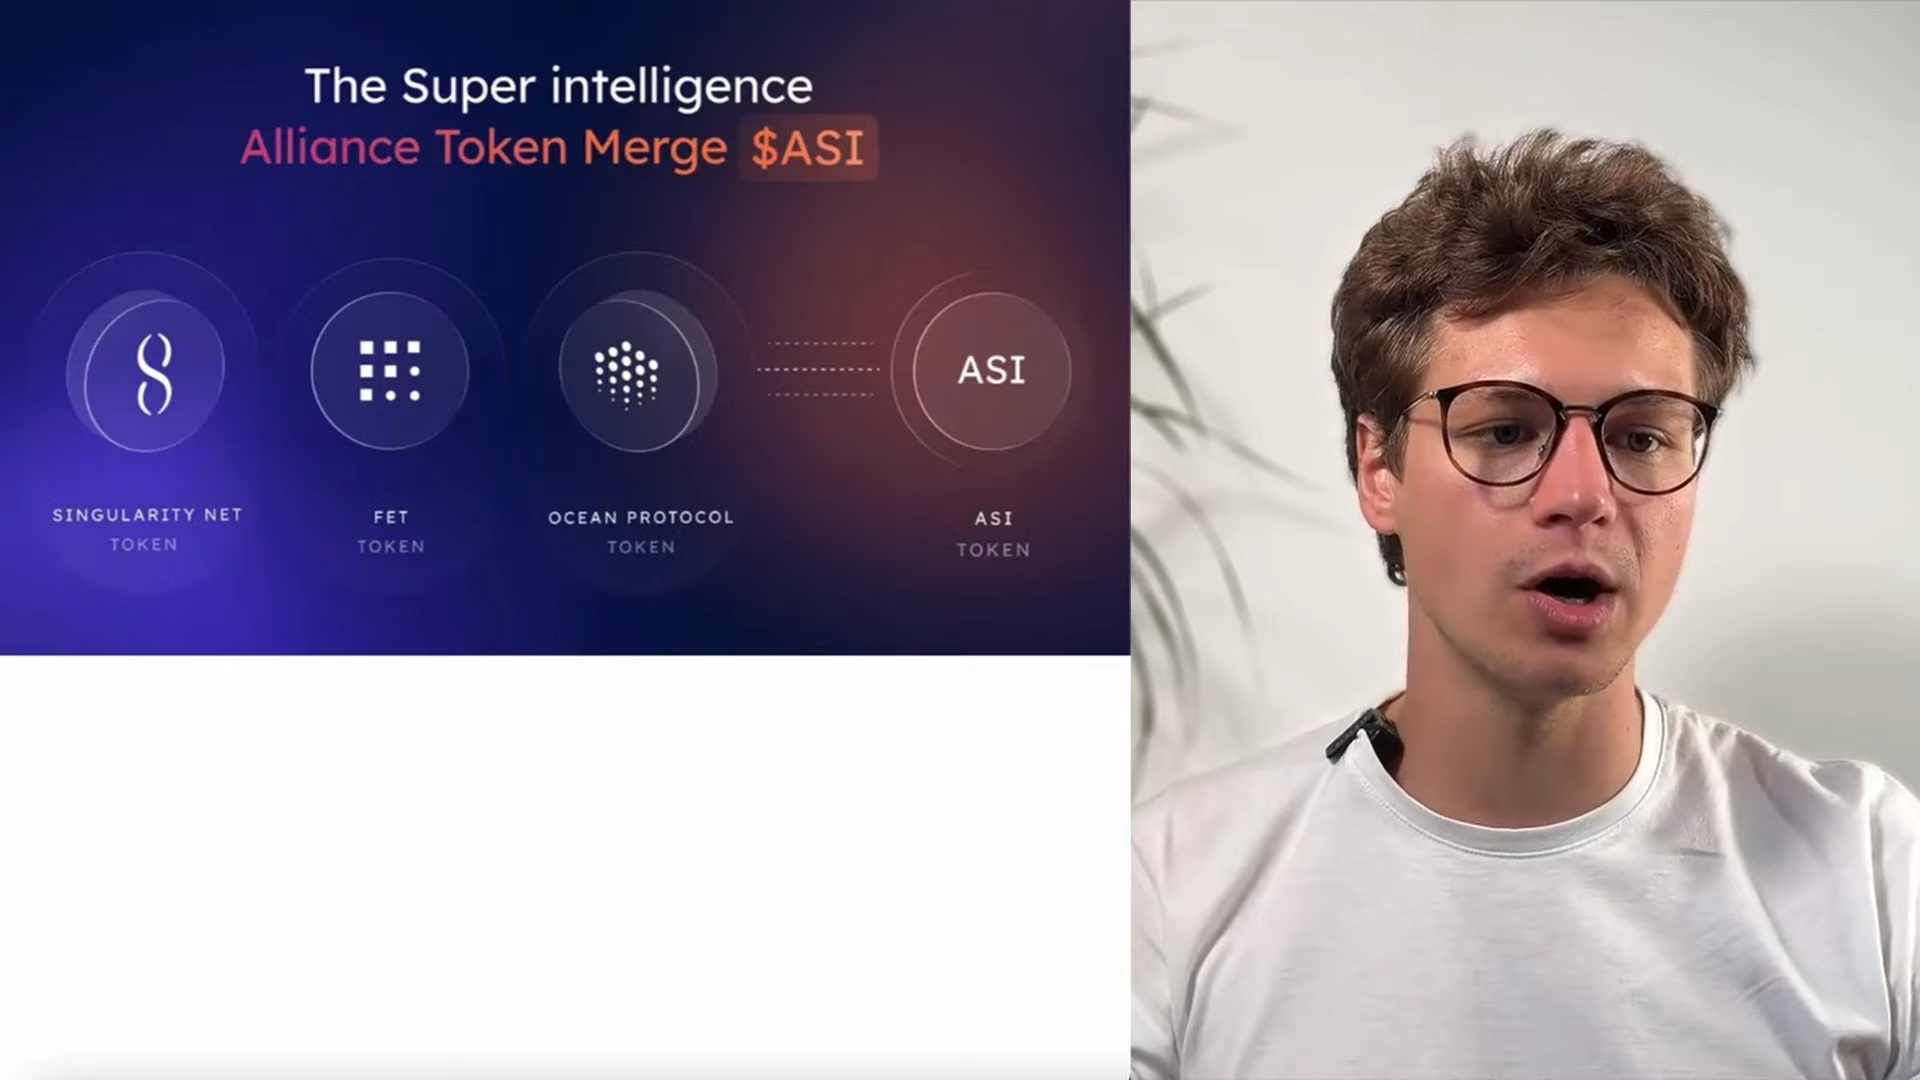 The Super intelligence
Alliance Token Merge $ASI
ASI
SINGULARITY NET
TOKEN
FET
TOKEN
OCEAN PROTOCOL
TOKEN
ASI
TOKEN